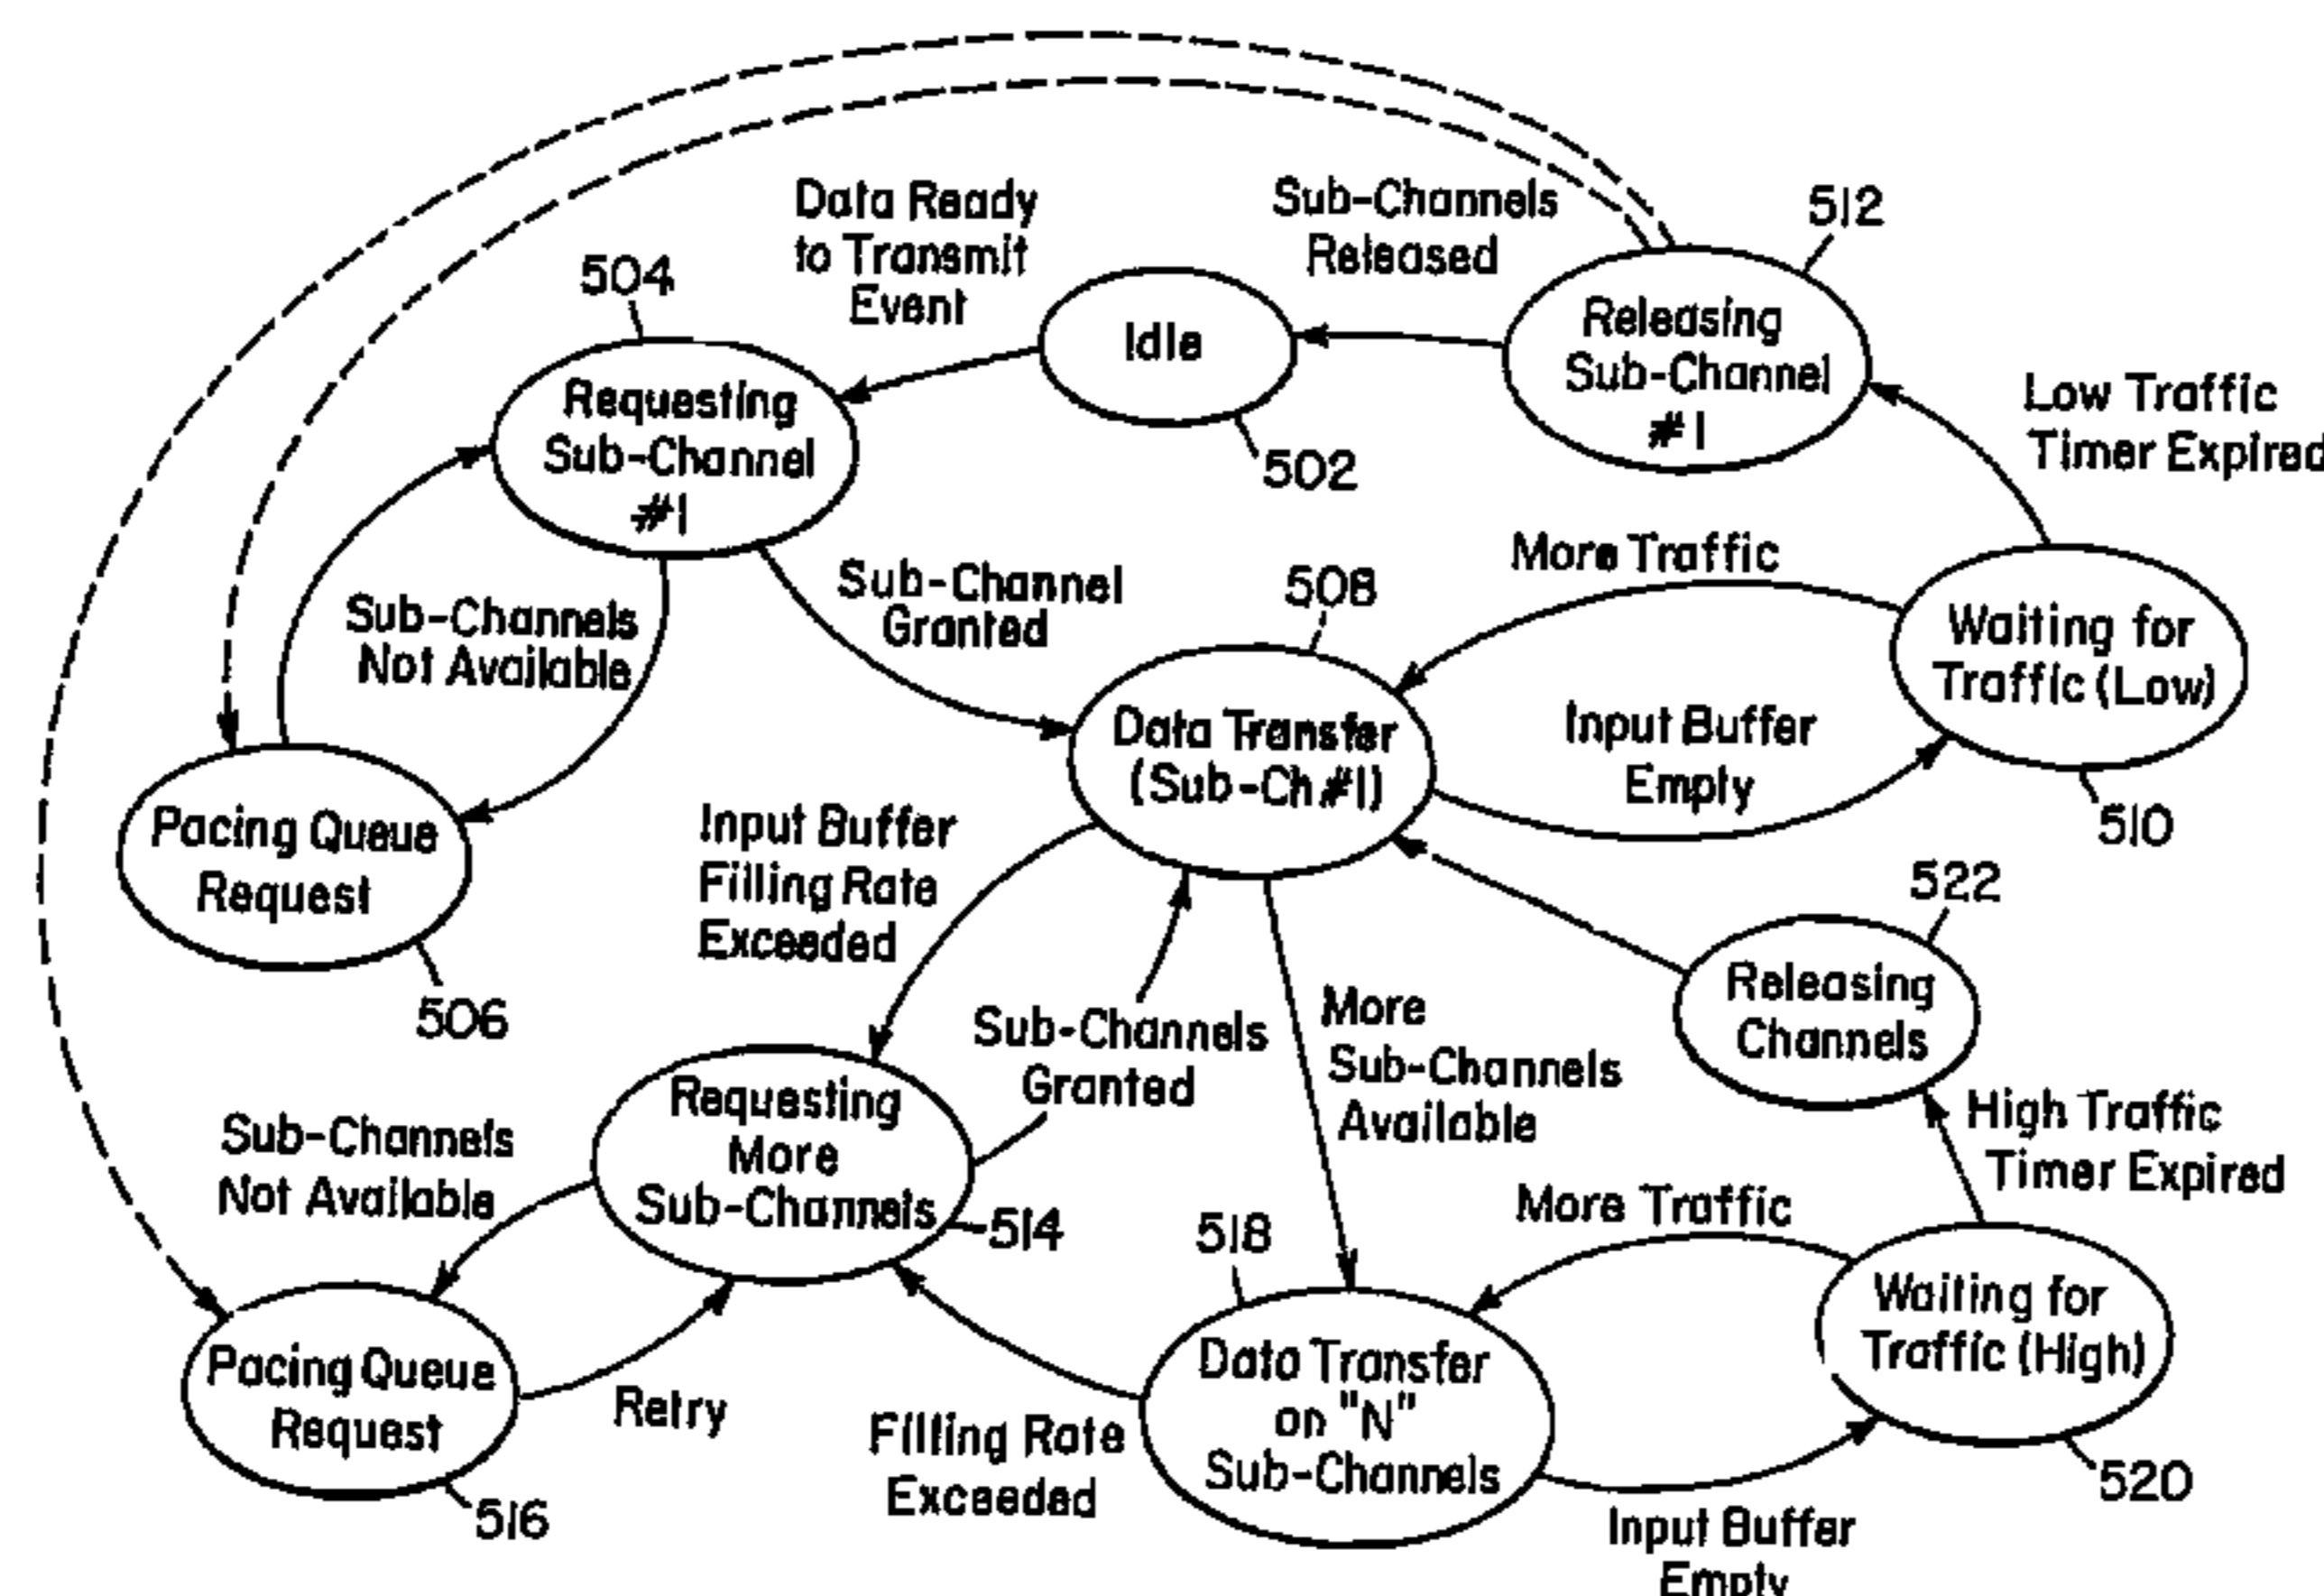 Data Ready
to Transmit
Event
Sub-Channels
Released
512
504
Idle
Releasing
Sub-Channel
#1
Requesting
Sub-Channel
#1
502
Low Traffic
Timer Expired
More Traffic
Sub-Channel
Granted
508
Sub-Channels
Not Available
Waiting for
Traffic (Low)
Data Transfer
(Sub-Ch#1)
Input Buffer
Empty
510
Pacing Queue
Request
506
Input Buffer
Filling Rate
Exceeded
522
Releasing
Channels
Sub-Channels
Granted
More
Sub-Channels
Available
Requesting
More
Sub-Channels
514
Sub-Channels
Not Available
High Traffic
Timer Expired
More Traffic
518
Waiting for
Traffic (High)
Pacing Queue
Request
516
Retry
Filling Rate
Exceeded
Data Transfer
on "N"
Sub-Channels
520
Input Buffer
Empty